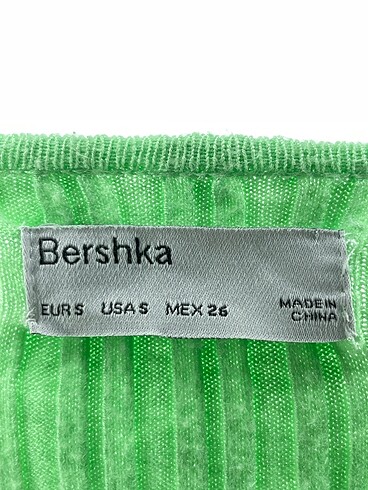 Bershka
EUR S USA S MEX 26
MADE IN
CHINA